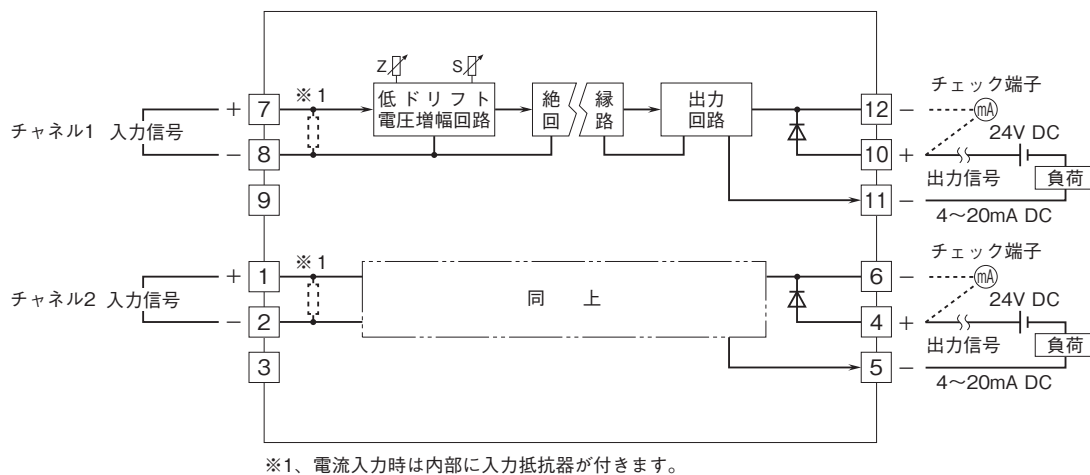 チャネル1 入力信号
+ 7
- 8
9
※1
Z
S
低ドリフト
電圧増幅回路
絶縁
回路
出力
回路
12 -
10 +
11 -
チェック端子
mA
24V DC
出力信号
負荷
4~20mA DC
チャネル2 入力信号
+ 1
- 2
3
※1
同 上
6 -
4 +
5 -
チェック端子
mA
24V DC
出力信号
負荷
4~20mA DC
※1、電流入力時は内部に入力抵抗器が付きます。